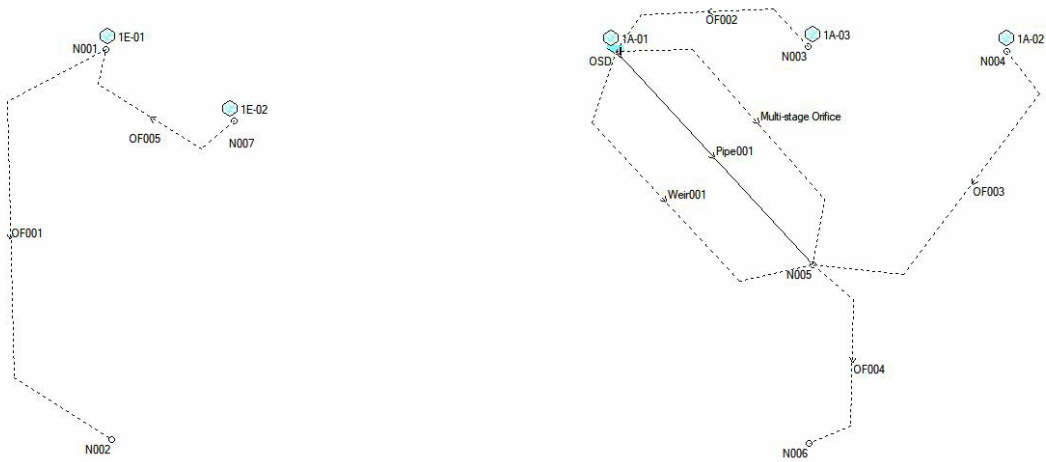 1E-01
N001
1E-02
OF005
N007
OF001
N002
OF002
1A-01
1A-03
1A-02
OSD
N003
N004
Multi-stage Orifice
Pipe001
Weir001
OF003
N005
OF004
N006